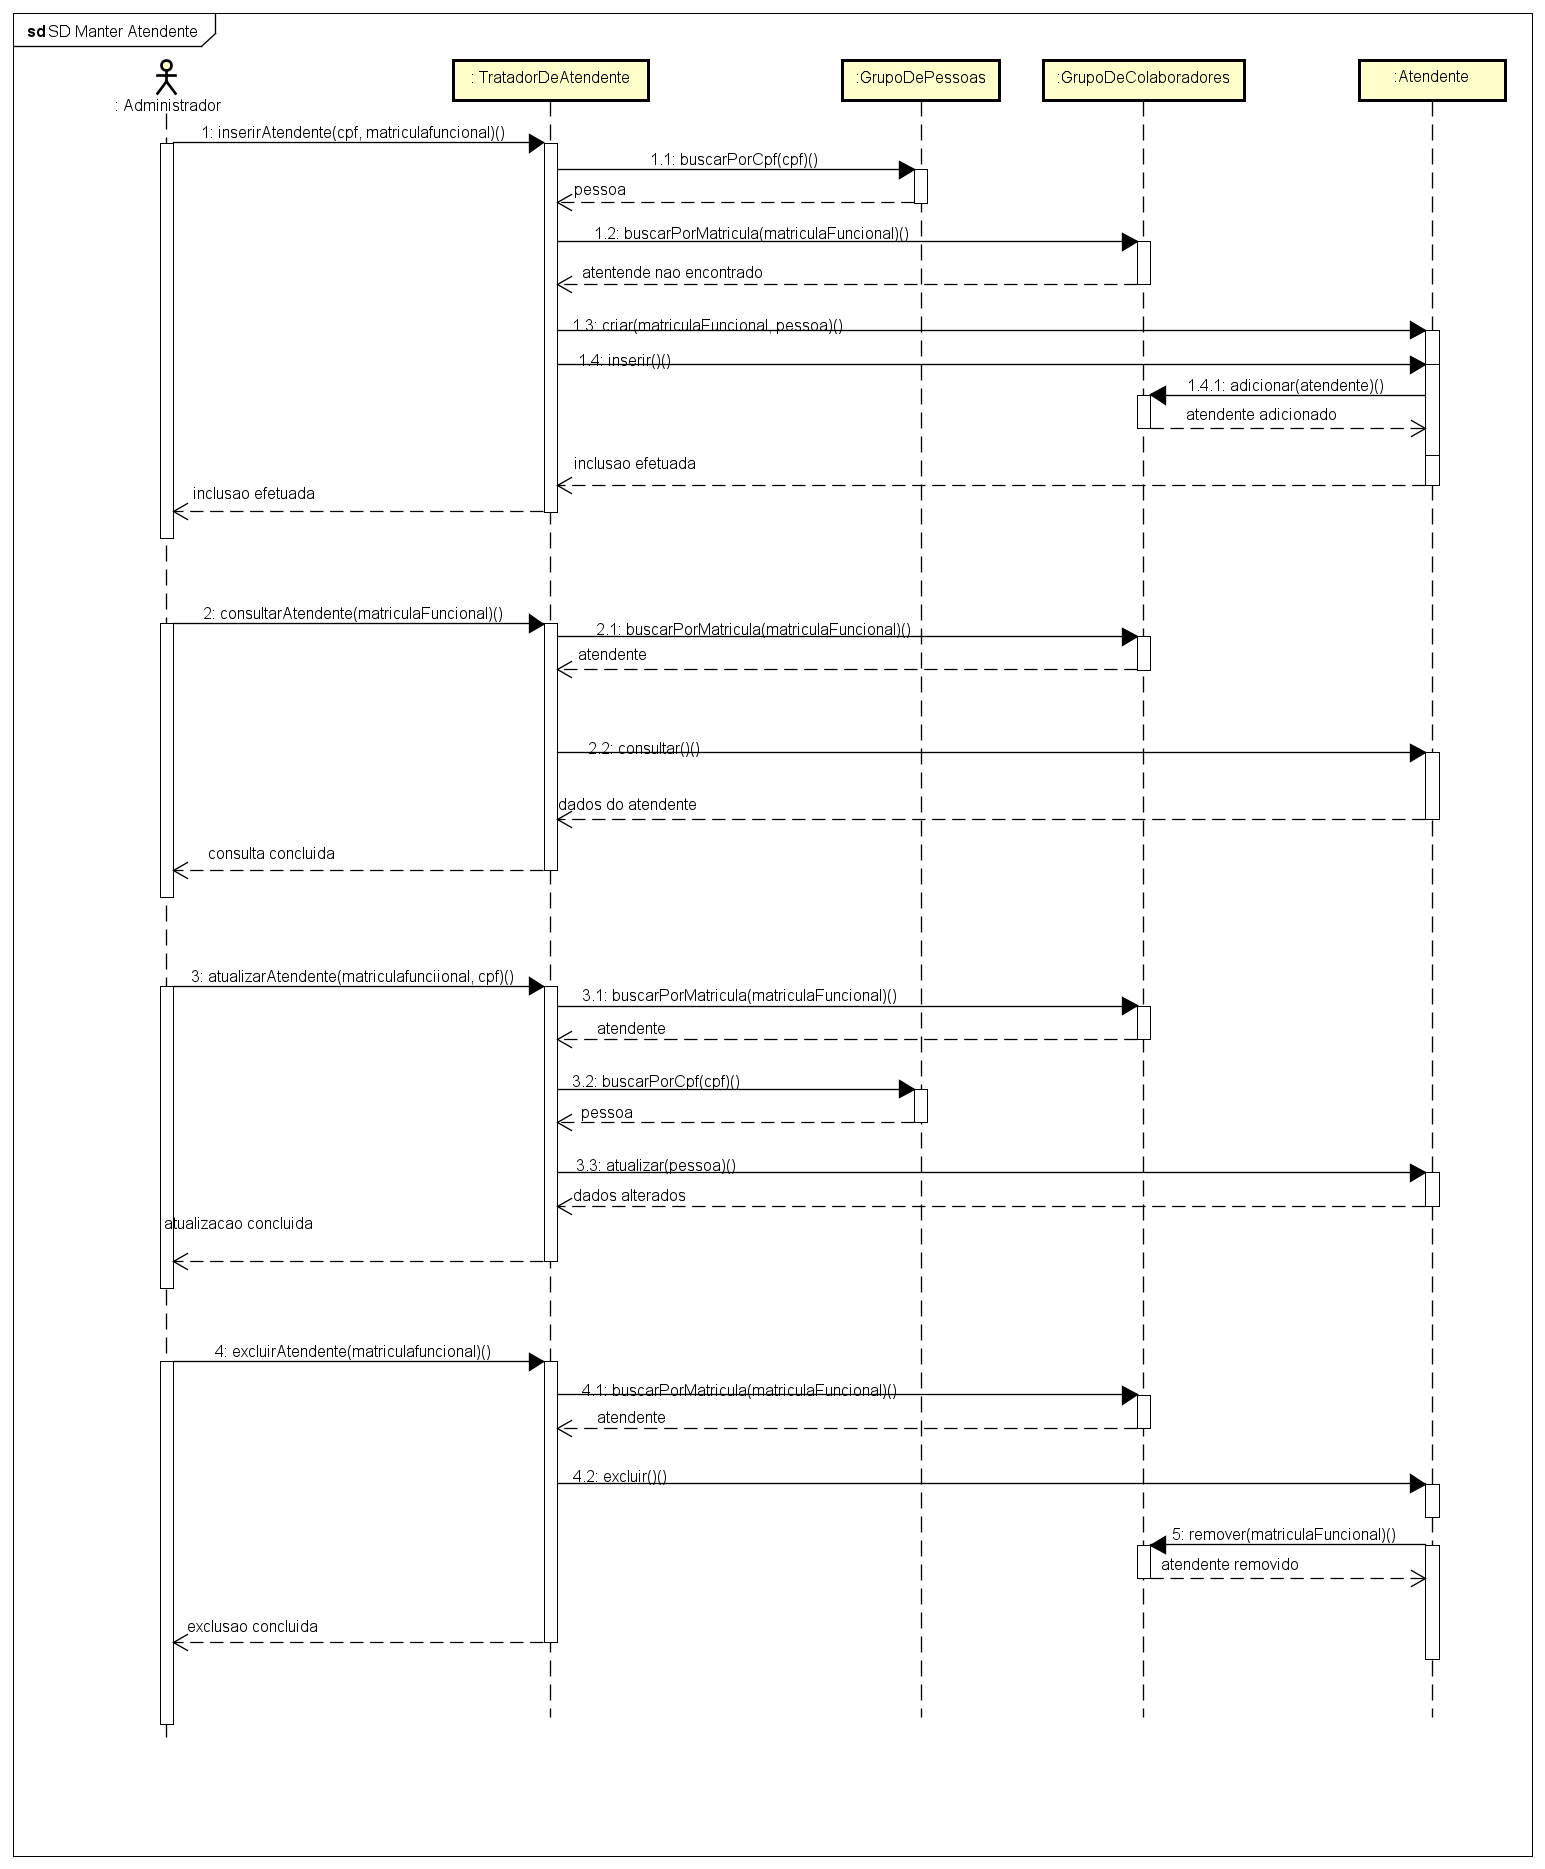 sd SD Manter Atendente
: Administrador
: TratadorDeAtendente
:GrupoDePessoas
:GrupoDeColaboradores
:Atendente
1: inserirAtendente(cpf, matriculafuncional)()
1.1: buscarPorCpf(cpf)()
pessoa
1.2: buscarPorMatricula(matriculaFuncional)()
atentende nao encontrado
1.3: criar(matriculaFuncional, pessoa)()
1.4: inserir()()
1.4.1: adicionar(atendente)()
atendente adicionado
inclusao efetuada
inclusao efetuada
2: consultarAtendente(matriculaFuncional)()
2.1: buscarPorMatricula(matriculaFuncional)()
atendente
2.2: consultar()()
dados do atendente
consulta concluida
3: atualizarAtendente(matriculafunciional, cpf)()
3.1: buscarPorMatricula(matriculaFuncional)()
atendente
3.2: buscarPorCpf(cpf)()
pessoa
3.3: atualizar(pessoa)()
dados alterados
atualizacao concluida
4: excluirAtendente(matriculafuncional)()
4.1: buscarPorMatricula(matriculaFuncional)()
atendente
4.2: excluir()()
5: remover(matriculaFuncional)()
atendente removido
exclusao concluida